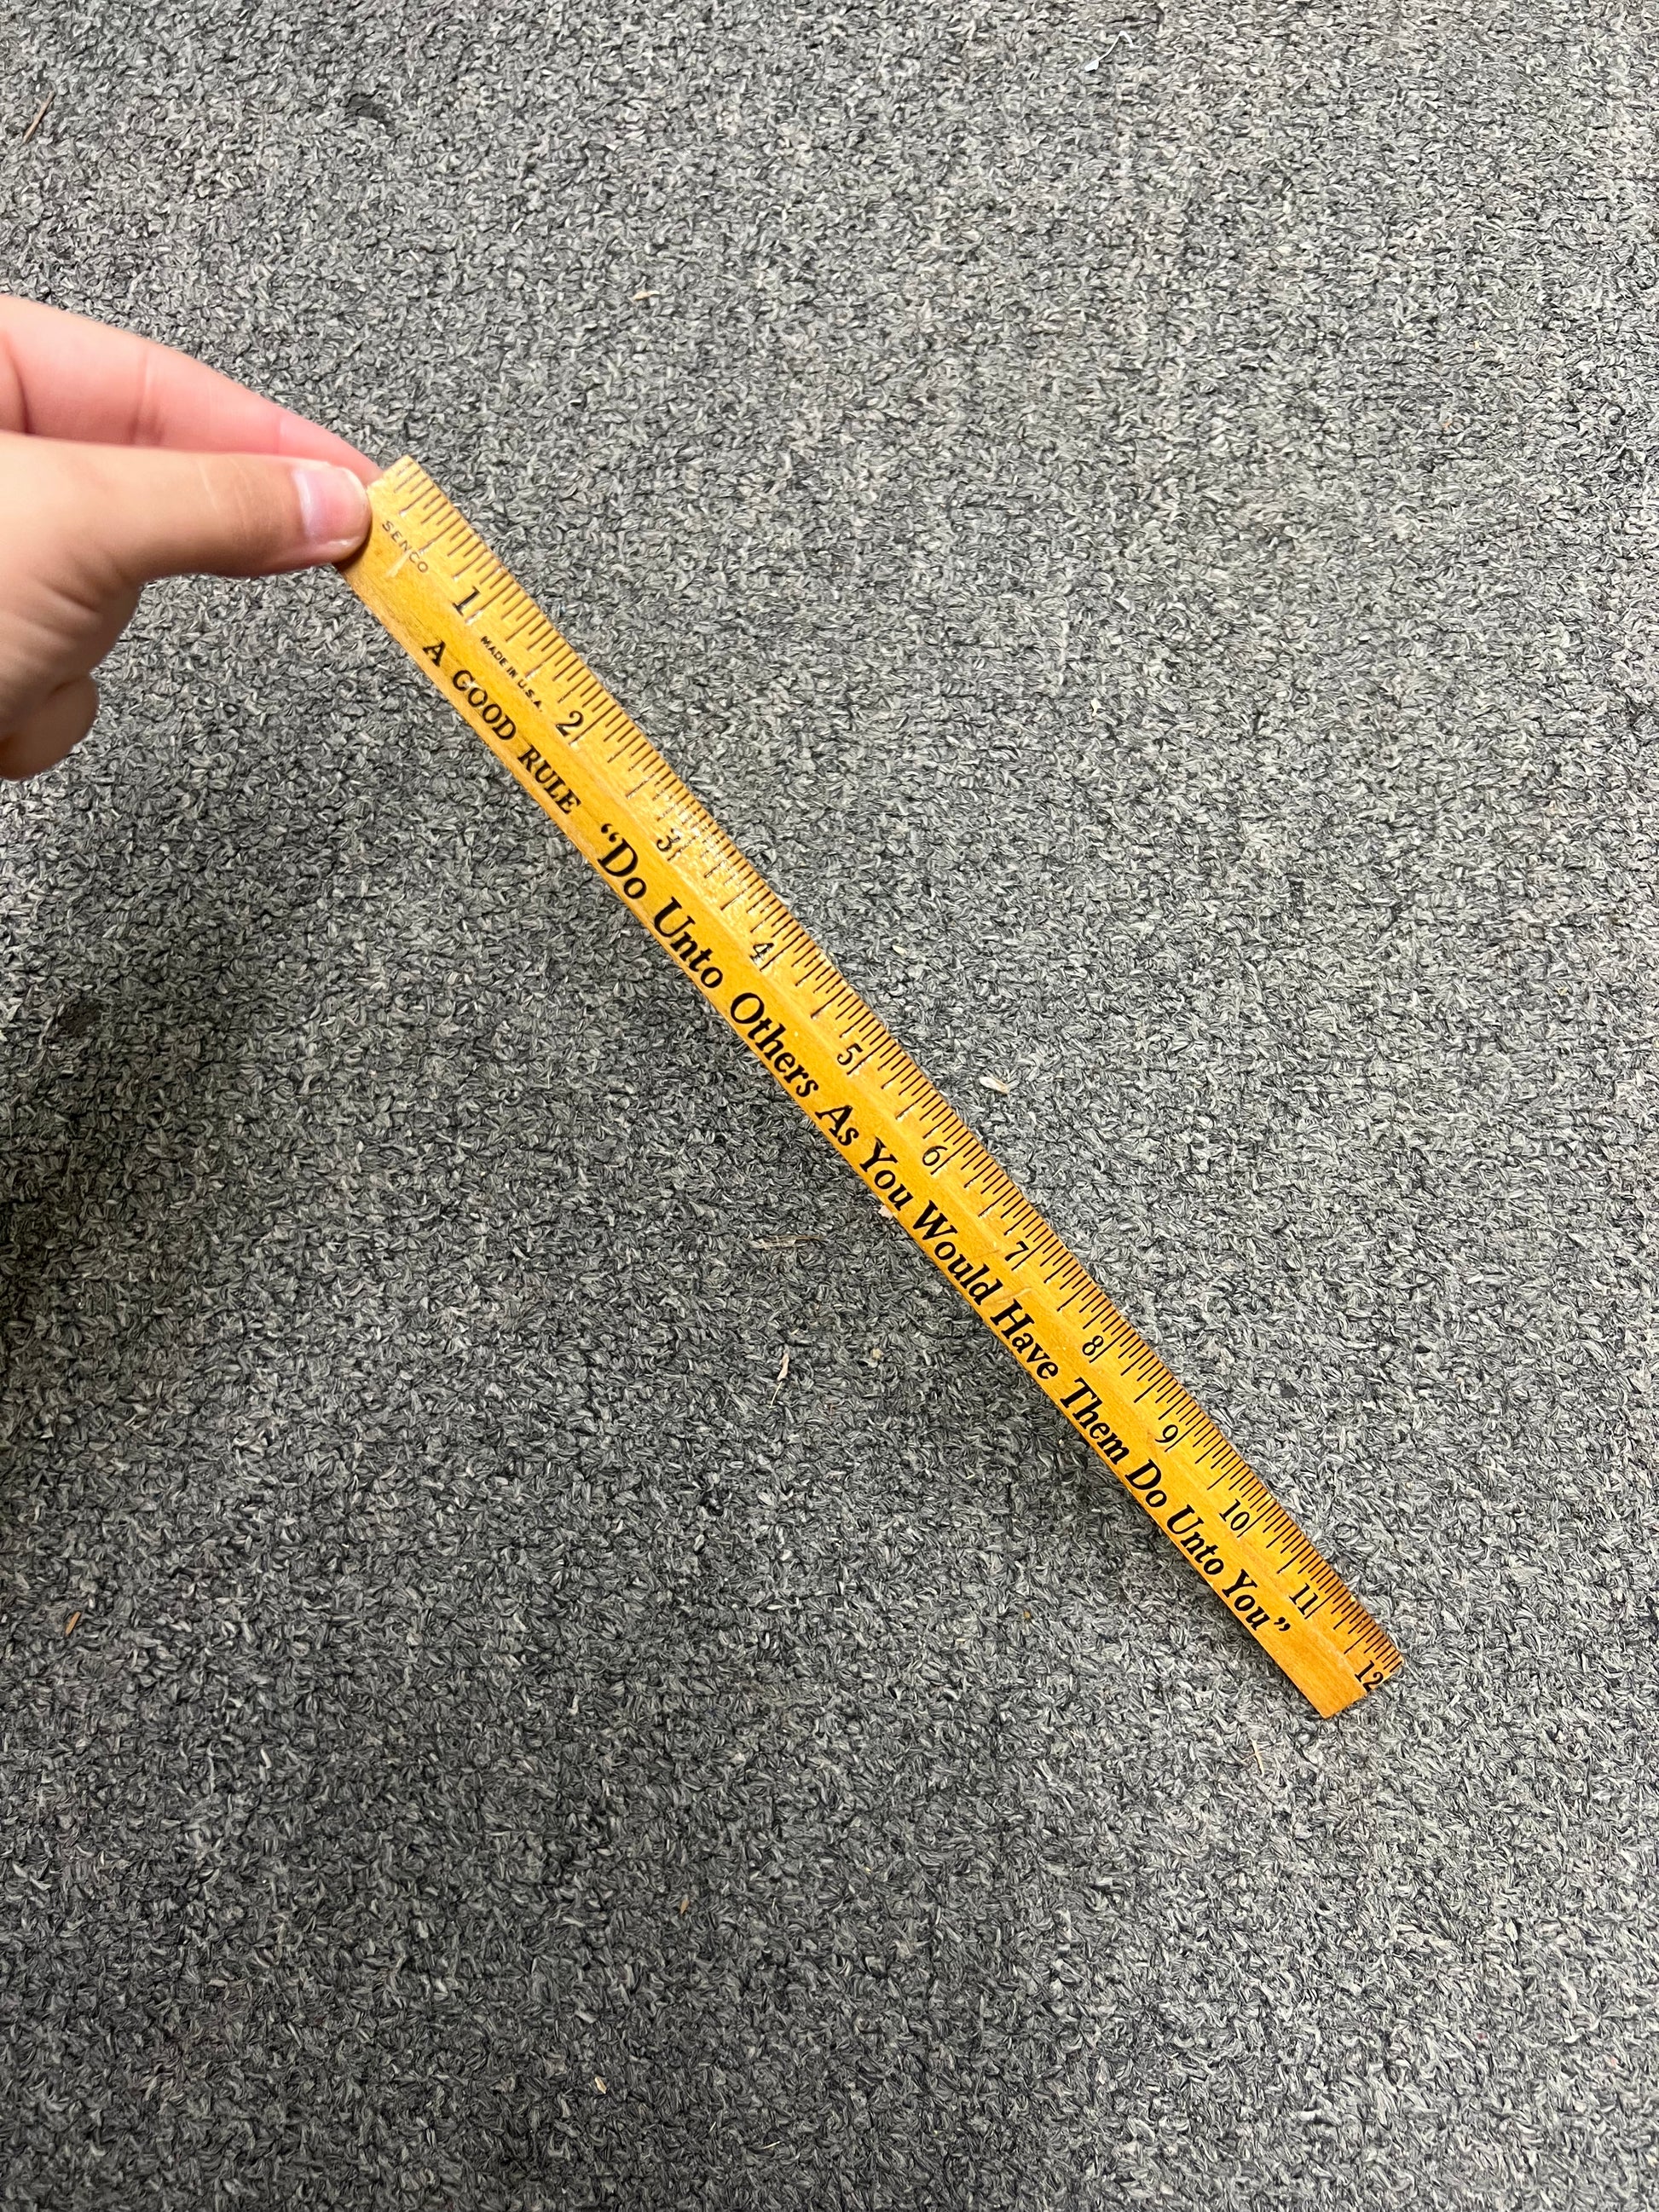 SENCO
1 2 3 4 5 6 7 8 9 10 11 12
MADE IN U.S.A.
A GOOD RULE “Do Unto Others As You Would Have Them Do Unto You”